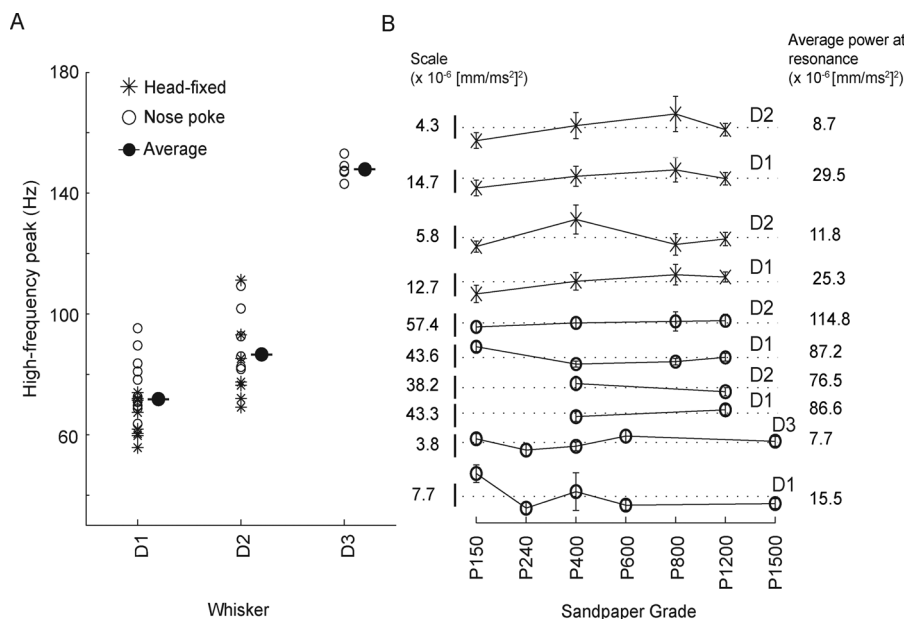 A
180
140
100
60
High-frequency peak (Hz)
Head-fixed
Nose poke
Average
D1
D2
D3
Whisker
B
Scale
(x 10⁻⁶ [mm/ms²]²)
Average power at
resonance
(x 10⁻⁶ [mm/ms²]²)
4.3 D2 8.7
14.7 D1 29.5
5.8 D2 11.8
12.7 D1 25.3
57.4 D2 114.8
43.6 D1 87.2
38.2 D2 76.5
43.3 D1 86.6
3.8 D3 7.7
7.7 D1 15.5
P150
P240
P400
P600
P800
P1200
P1500
Sandpaper Grade